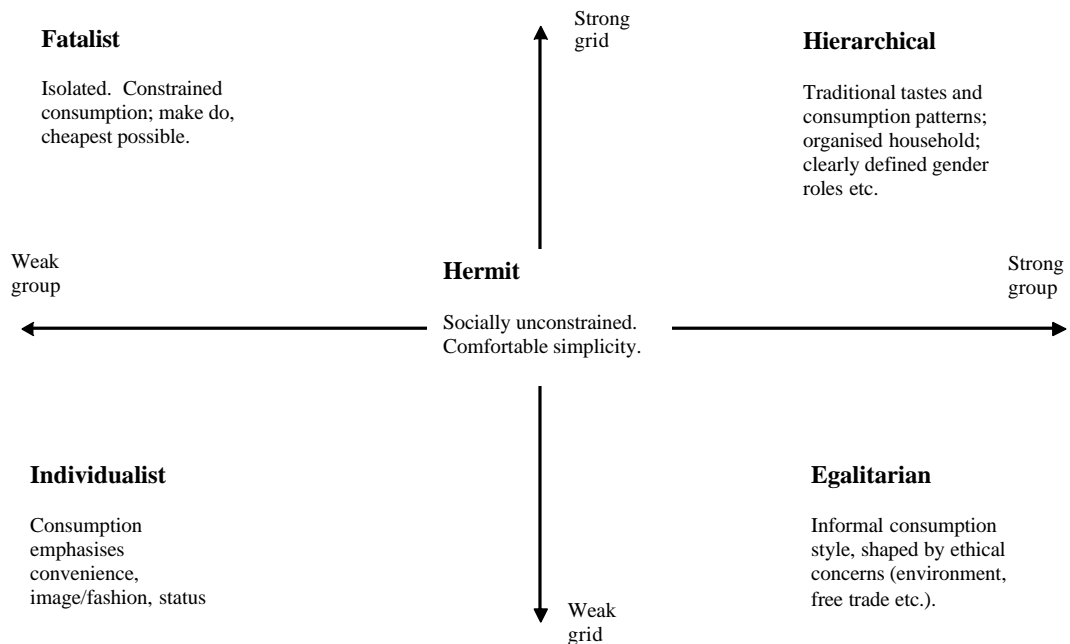 Fatalist
Isolated.  Constrained
consumption; make do,
cheapest possible.
Strong
grid
Hierarchical
Traditional tastes and
consumption patterns;
organised household;
clearly defined gender
roles etc.
Weak
group
Hermit
Socially unconstrained.
Comfortable simplicity.
Strong
group
Individualist
Consumption
emphasises
convenience,
image/fashion, status
Egalitarian
Informal consumption
style, shaped by ethical
concerns (environment,
free trade etc.).
Weak
grid